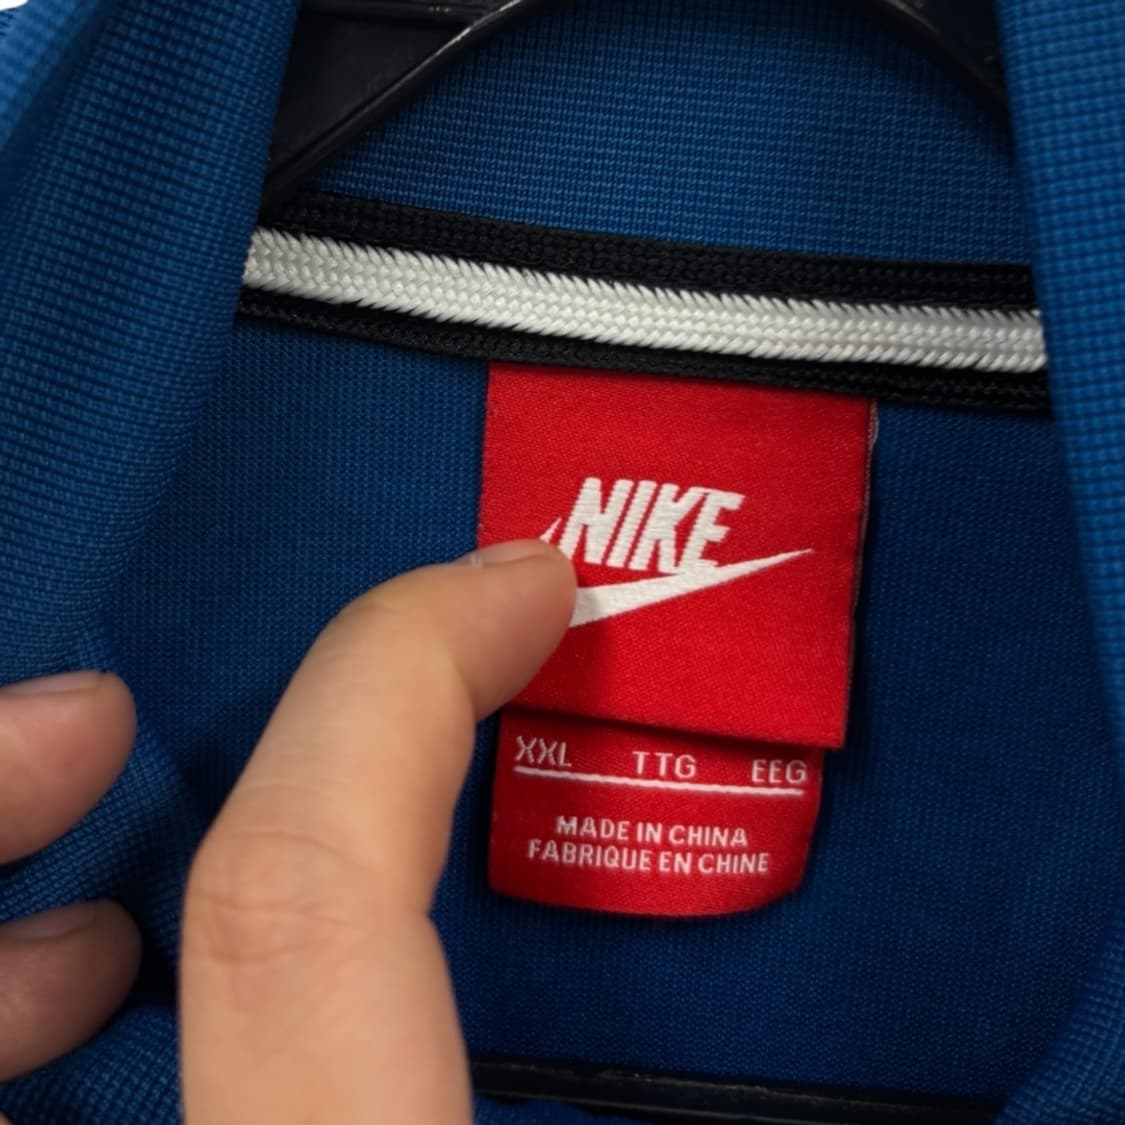 NIKE
XXL TTG EEG
MADE IN CHINA
FABRIQUE EN CHINE